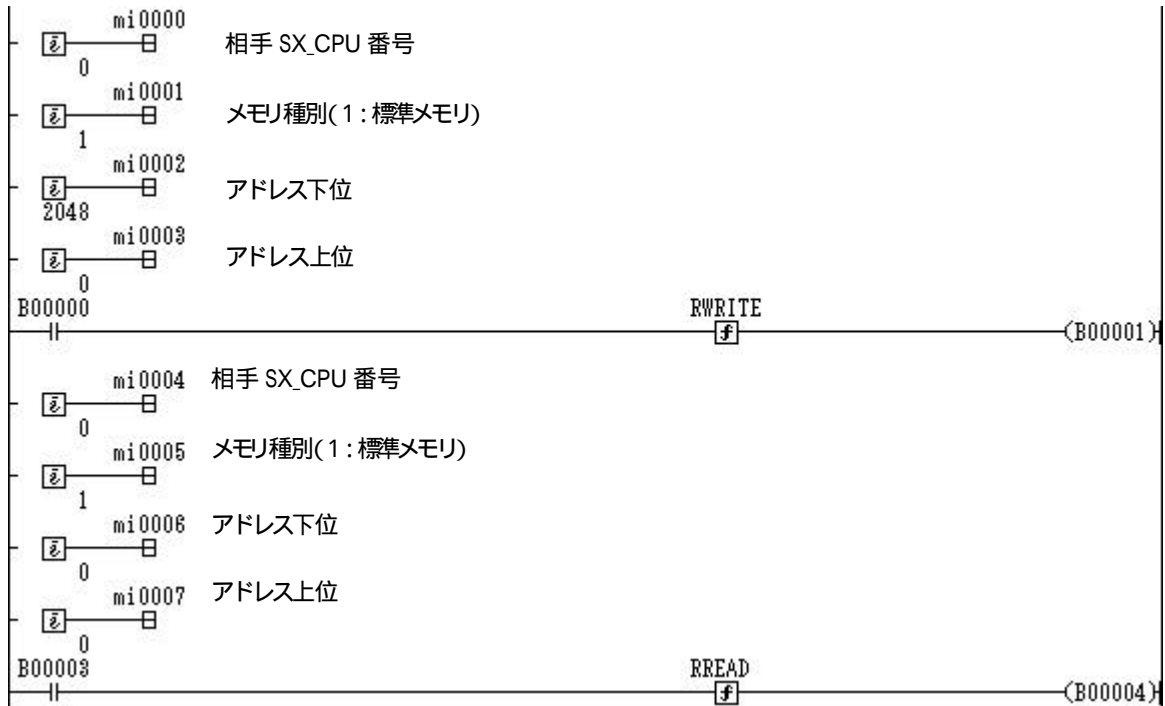 mi0000
相手 SX_CPU 番号
0
mi0001
メモリ種別(1:標準メモリ)
1
mi0002
アドレス下位
2048
mi0003
アドレス上位
0
B00000 RWRITE
f (B00001)
mi0004 相手 SX_CPU 番号
0
mi0005 メモリ種別(1:標準メモリ)
1
mi0006 アドレス下位
0
mi0007 アドレス上位
0
B00003 RREAD
f (B00004)